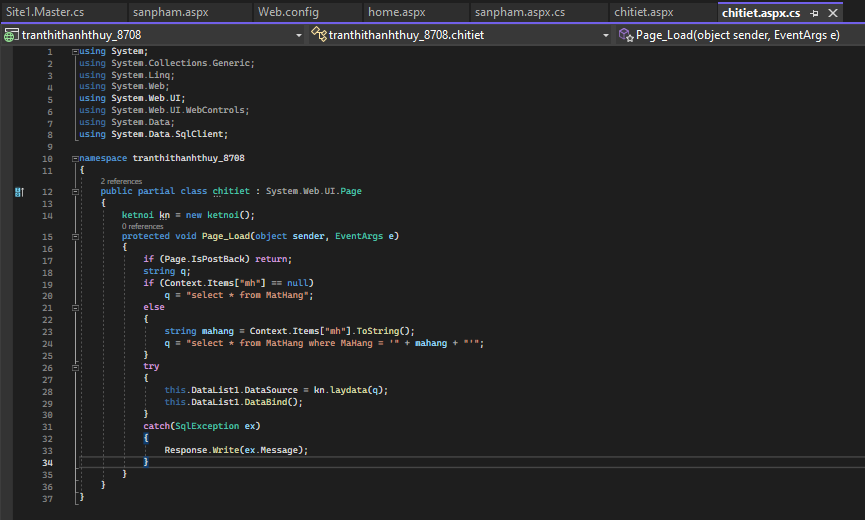 Site1.Master.cs sanpham.aspx Web.config home.aspx sanpham.aspx.cs chitiet.aspx chitiet.aspx.cs
tranthithanhthuy_8708 tranthithanhthuy_8708.chitiet Page_Load(object sender, EventArgs e)
1 using System;
2 using System.Collections.Generic;
3 using System.Linq;
4 using System.Web;
5 using System.Web.UI;
6 using System.Web.UI.WebControls;
7 using System.Data;
8 using System.Data.SqlClient;
9
10 namespace tranthithanhthuy_8708
11 {
2 references
12 public partial class chitiet : System.Web.UI.Page
13 {
14 ketnoi kn = new ketnoi();
0 references
15 protected void Page_Load(object sender, EventArgs e)
16 {
17 if (Page.IsPostBack) return;
18 string q;
19 if (Context.Items["mh"] == null)
20 q = "select * from MatHang";
21 else
22 {
23 string mahang = Context.Items["mh"].ToString();
24 q = "select * from MatHang where MaHang = '" + mahang + "'";
25 }
26 try
27 {
28 this.DataList1.DataSource = kn.laydata(q);
29 this.DataList1.DataBind();
30 }
31 catch(SqlException ex)
32 {
33 Response.Write(ex.Message);
34 }
35 }
36 }
37 }